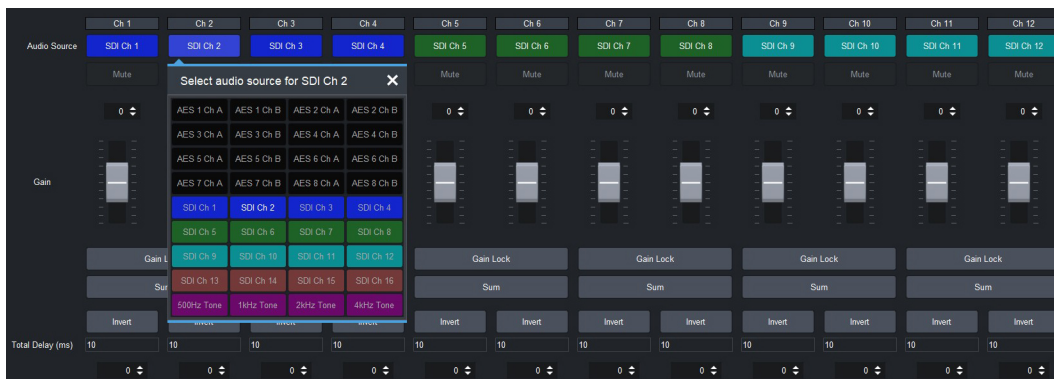 Ch 1 Ch 2 Ch 3 Ch 4 Ch 5 Ch 6 Ch 7 Ch 8 Ch 9 Ch 10 Ch 11 Ch 12
Audio Source SDI Ch 1 SDI Ch 2 SDI Ch 3 SDI Ch 4 SDI Ch 5 SDI Ch 6 SDI Ch 7 SDI Ch 8 SDI Ch 9 SDI Ch 10 SDI Ch 11 SDI Ch 12
Mute Mute Mute Mute Mute Mute Mute Mute Mute
Select audio source for SDI Ch 2 X
0 0 0 0 0 0 0 0 0
AES 1 Ch A AES 1 Ch B AES 2 Ch A AES 2 Ch B
AES 3 Ch A AES 3 Ch B AES 4 Ch A AES 4 Ch B
AES 5 Ch A AES 5 Ch B AES 6 Ch A AES 6 Ch B
Gain
AES 7 Ch A AES 7 Ch B AES 8 Ch A AES 8 Ch B
SDI Ch 1 SDI Ch 2 SDI Ch 3 SDI Ch 4
SDI Ch 5 SDI Ch 6 SDI Ch 7 SDI Ch 8
SDI Ch 9 SDI Ch 10 SDI Ch 11 SDI Ch 12
Gain L Gain Lock Gain Lock Gain Lock Gain Lock
SDI Ch 13 SDI Ch 14 SDI Ch 15 SDI Ch 16
Su Sum Sum Sum Sum
500Hz Tone 1kHz Tone 2kHz Tone 4kHz Tone
Invert Invert Invert Invert Invert Invert Invert Invert Invert Invert Invert Invert
Total Delay (ms) 10 10 10 10 10 10 10 10 10 10 10 10
0 0 0 0 0 0 0 0 0 0 0 0